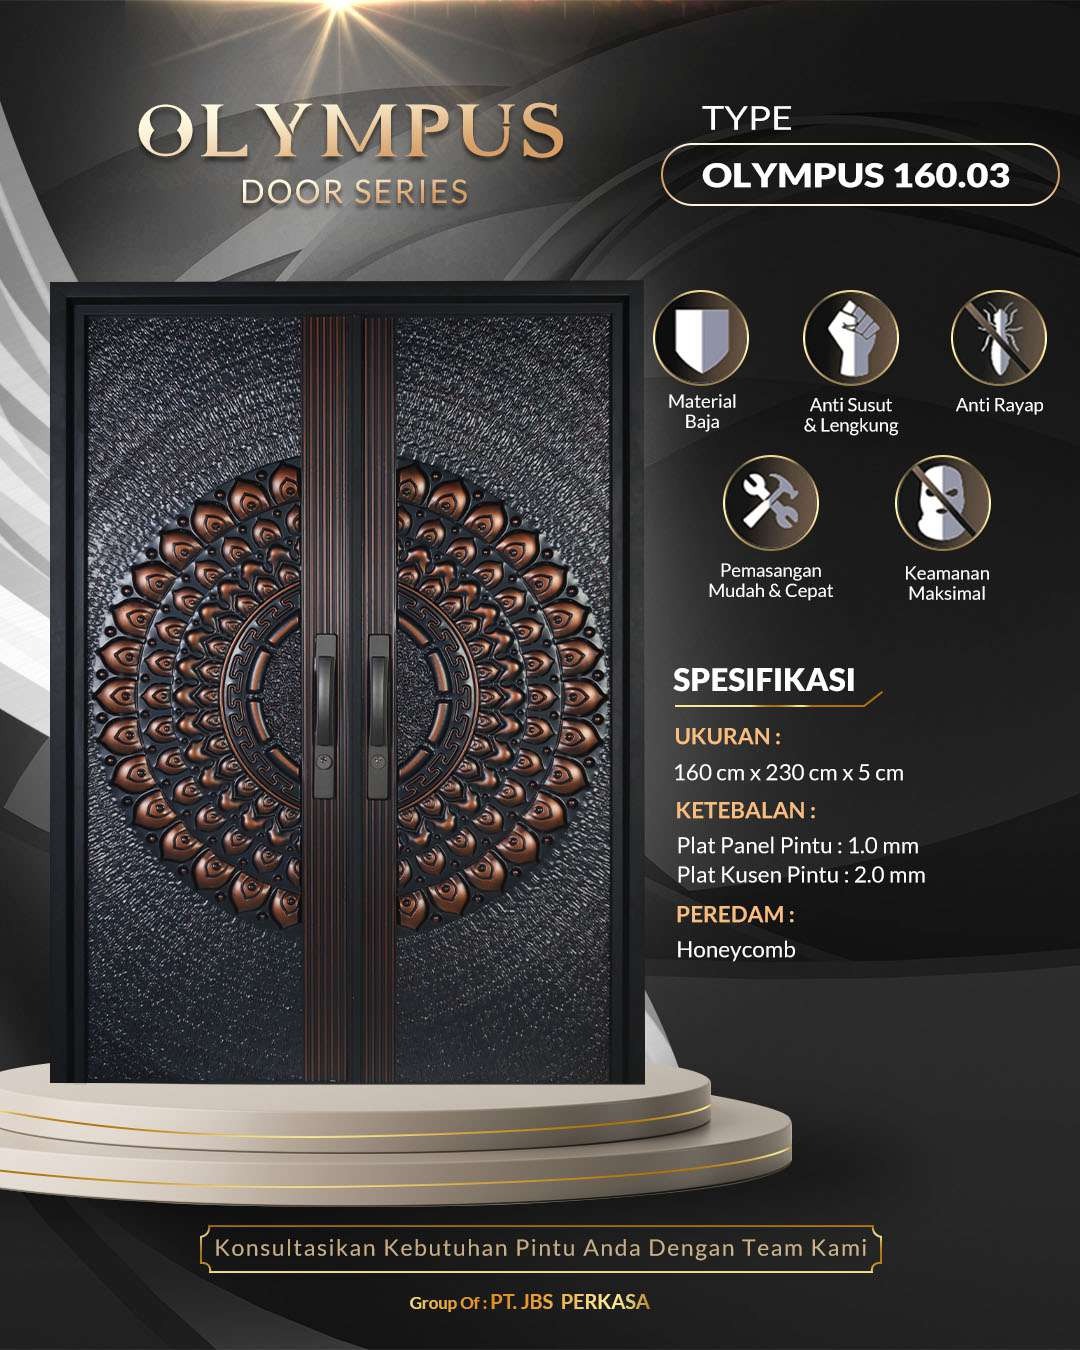 OLYMPUS
DOOR SERIES
TYPE
OLYMPUS 160.03
Material
Baja
Anti Susut
& Lengkung
Anti Rayap
Pemasangan
Mudah & Cepat
Keamanan
Maksimal
SPESIFIKASI
UKURAN :
160 cm x 230 cm x 5 cm
KETEBALAN :
Plat Panel Pintu : 1.0 mm
Plat Kusen Pintu : 2.0 mm
PEREDAM :
Honeycomb
Konsultasikan Kebutuhan Pintu Anda Dengan Team Kami
Group Of : PT. JBS PERKASA